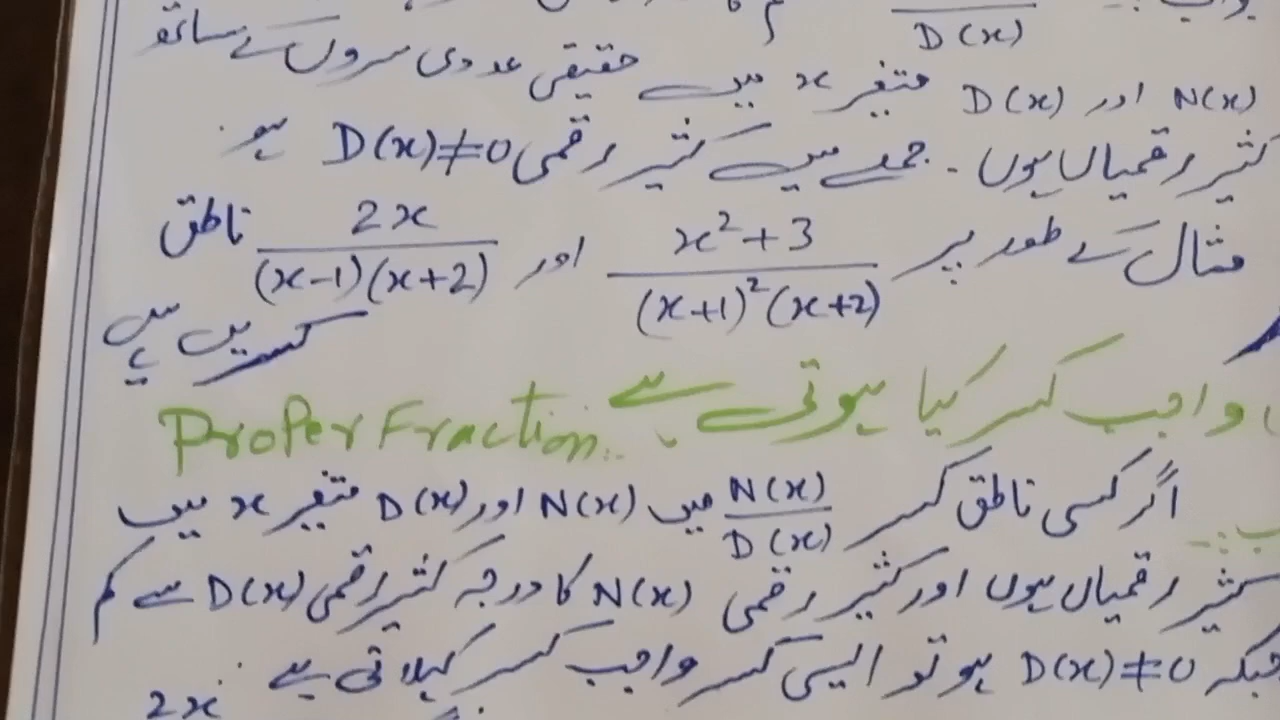 D(x)
N(x) اور D(x) متغیر x میں حقیقی عددی سروں کے ساتھ
کثیر رقمیاں ہوں ۔ جملے میں کثیر رقمی D(x)≠0 ہو
مثال کے طور پر (x²+3)/((x+1)²(x+2)) اور 2x/((x-1)(x+2)) ناطق
کسریں ہیں
واجب کسر کیا ہوتی ہے Proper Fraction
اگر کسی ناطق کسر N(x)/D(x) میں N(x) اور D(x) متغیر x میں
کثیر رقمیاں ہوں اور کثیر رقمی N(x) کا درجہ کثیر رقمی D(x) سے کم
جبکہ D(x)≠0 ہو تو ایسی کسر واجب کسر کہلاتی ہے
2x